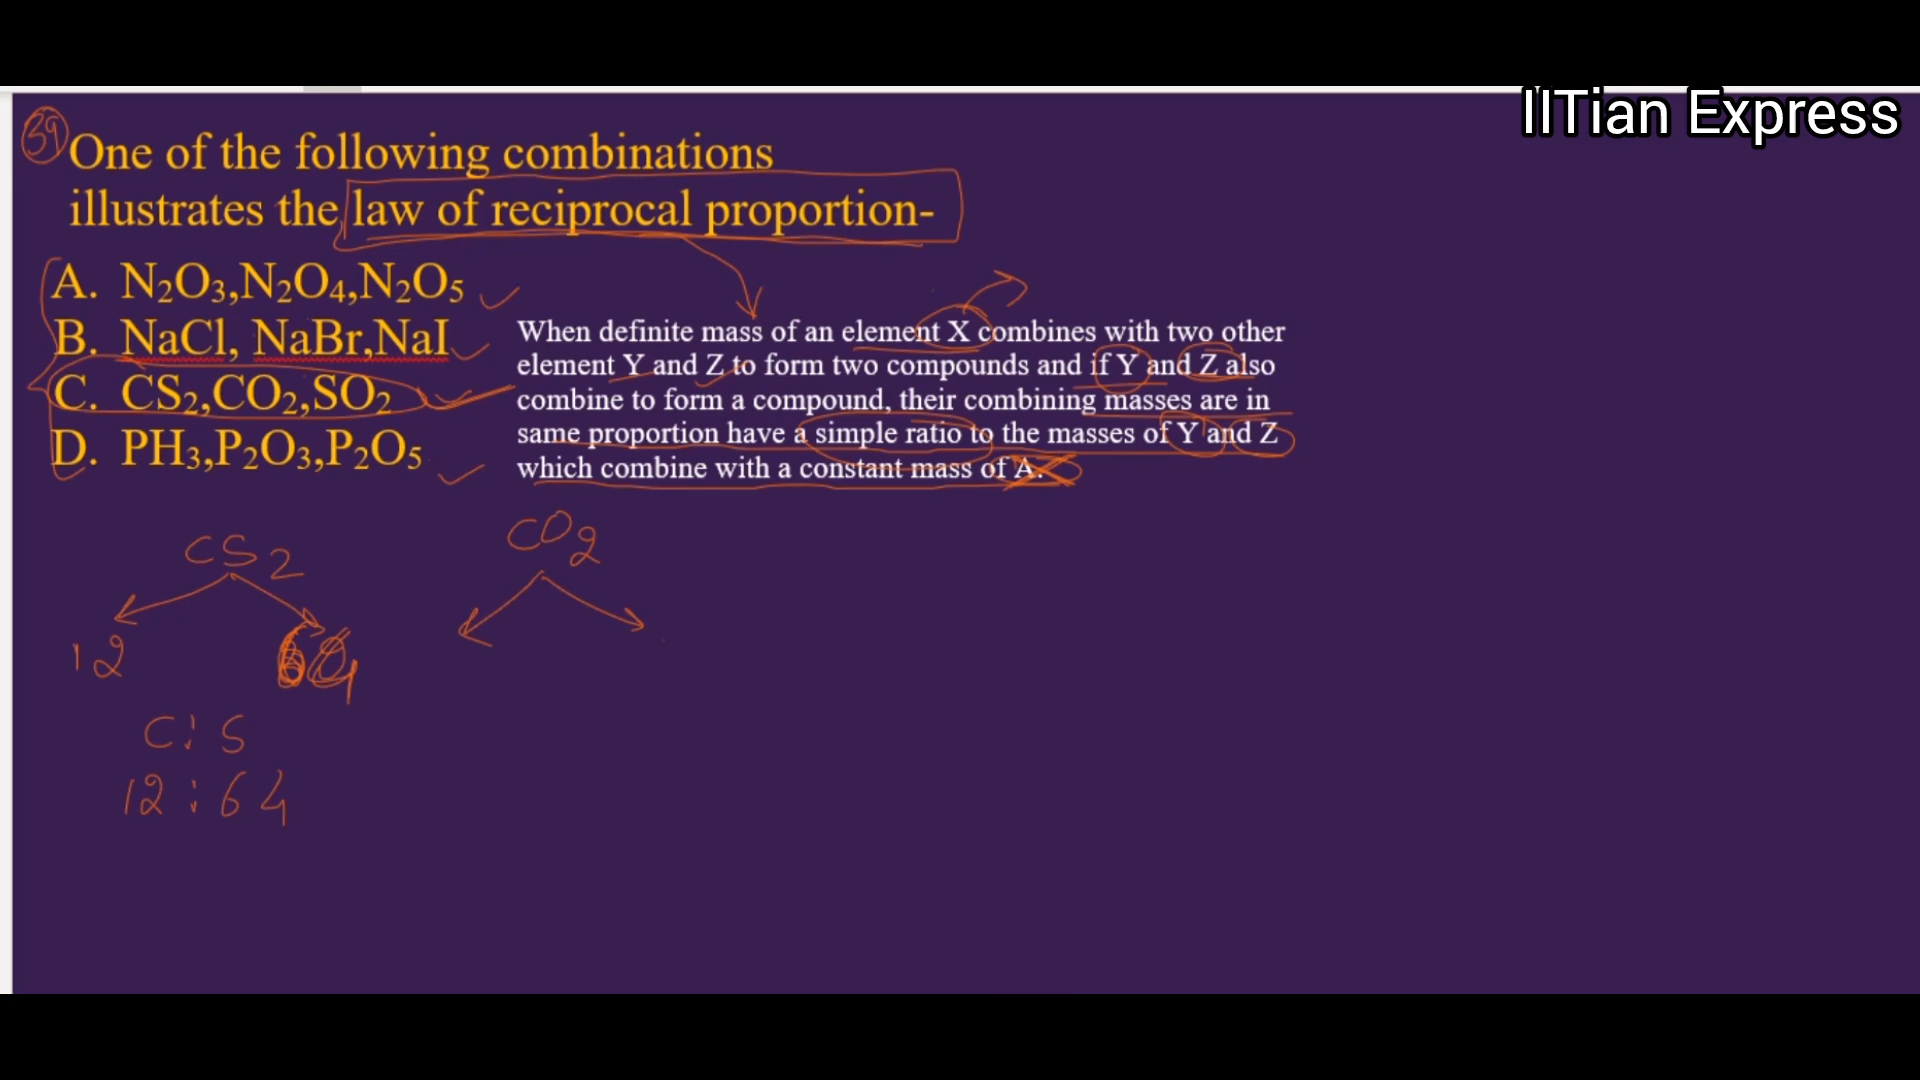 IITian Express
39
One of the following combinations
illustrates the law of reciprocal proportion-
A. N₂O₃,N₂O₄,N₂O₅
B. NaCl, NaBr,NaI
C. CS₂,CO₂,SO₂
D. PH₃,P₂O₃,P₂O₅
When definite mass of an element X combines with two other
element Y and Z to form two compounds and if Y and Z also
combine to form a compound, their combining masses are in
same proportion have a simple ratio to the masses of Y and Z
which combine with a constant mass of A.
CS₂
12 64
C : S
12 : 64
CO₂